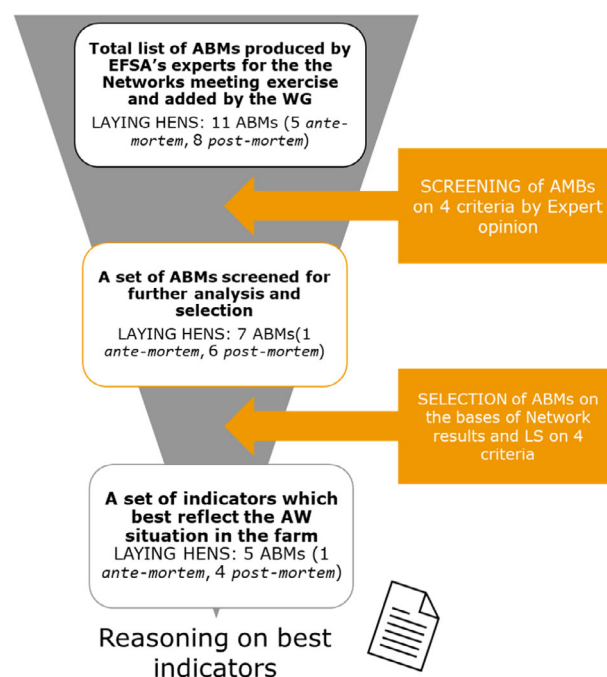 Total list of ABMs produced by
EFSA's experts for the the
Networks meeting exercise
and added by the WG
LAYING HENS: 11 ABMs (5 ante-
mortem, 8 post-mortem)
SCREENING of AMBs
on 4 criteria by Expert
opinion
A set of ABMs screened for
further analysis and
selection
LAYING HENS: 7 ABMs(1
ante-mortem, 6 post-mortem)
SELECTION of ABMs on
the bases of Network
results and LS on 4
criteria
A set of indicators which
best reflect the AW
situation in the farm
LAYING HENS: 5 ABMs (1
ante-mortem, 4 post-mortem)
Reasoning on best
indicators